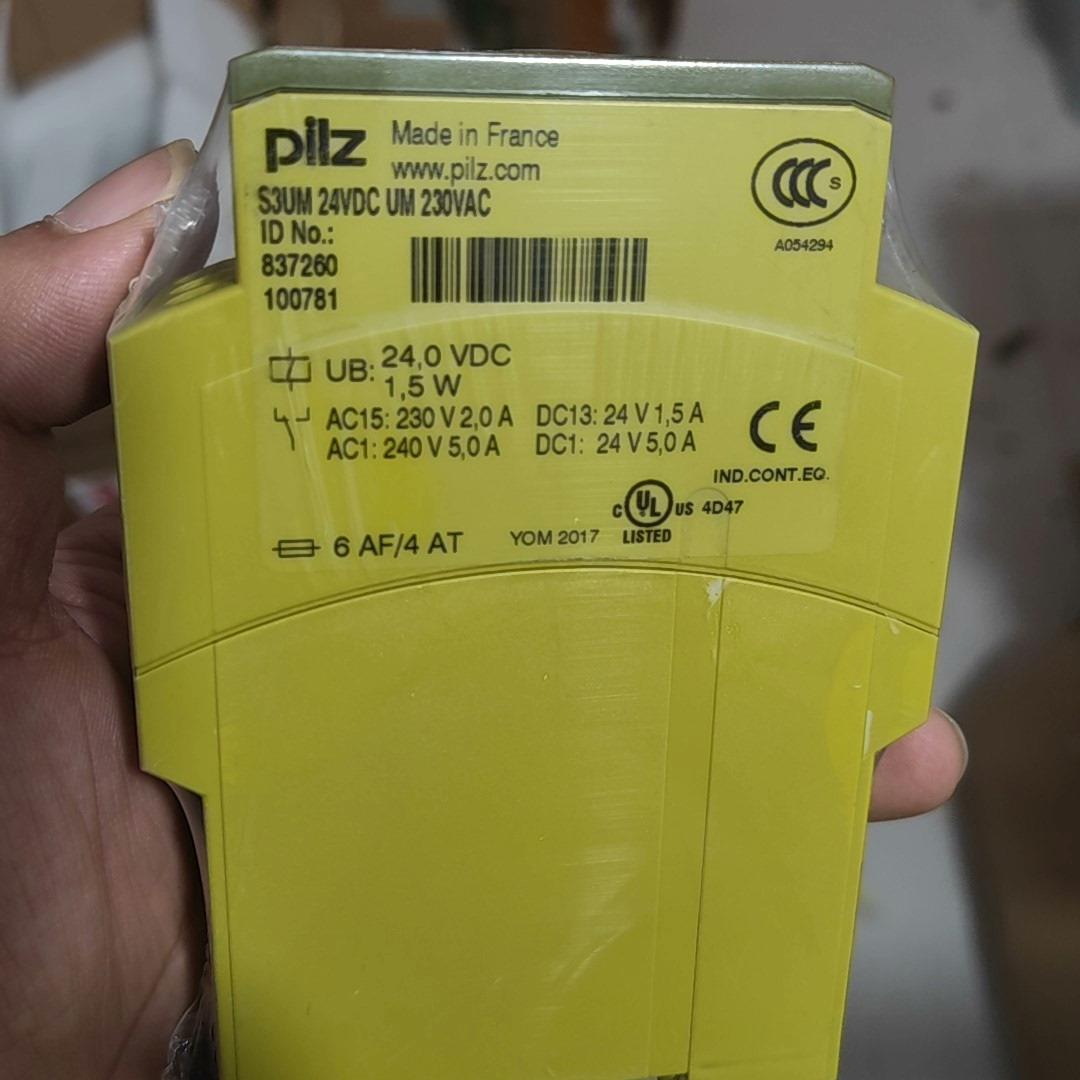 pilz Made in France
www.pilz.com
S3UM 24VDC UM 230VAC
ID No.:
837260
100781
CCC S
A054294
UB: 24,0 VDC
1,5 W
AC15: 230 V 2,0 A DC13: 24 V 1,5 A
AC1: 240 V 5,0 A DC1: 24 V 5,0 A
CE
IND.CONT.EQ.
C UL US 4D47
LISTED
6 AF/4 AT YOM 2017